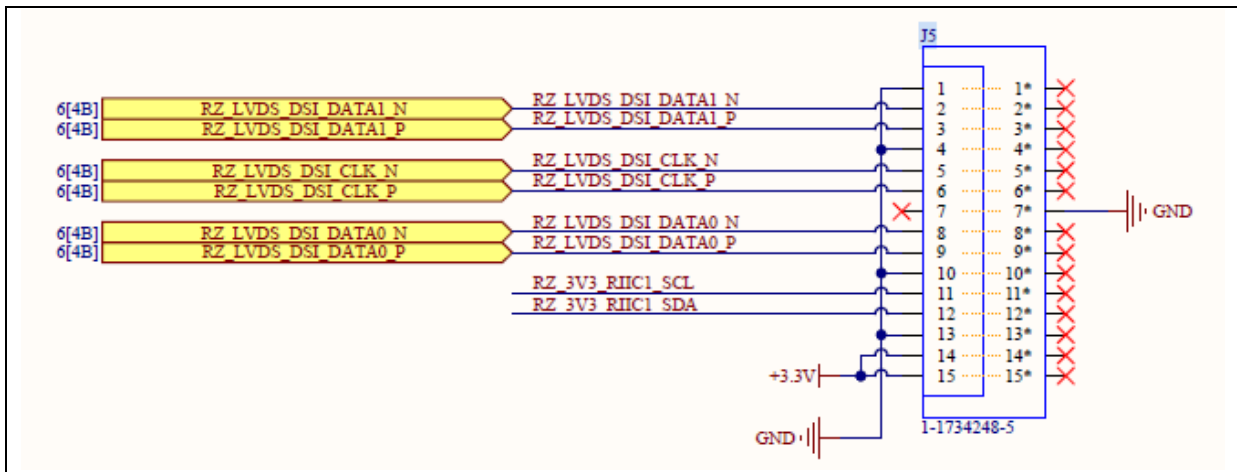 J5
1 1*
6[4B] RZ_LVDS_DSI_DATA1_N RZ_LVDS_DSI_DATA1_N 2 2*
6[4B] RZ_LVDS_DSI_DATA1_P RZ_LVDS_DSI_DATA1_P 3 3*
4 4*
6[4B] RZ_LVDS_DSI_CLK_N RZ_LVDS_DSI_CLK_N 5 5*
6[4B] RZ_LVDS_DSI_CLK_P RZ_LVDS_DSI_CLK_P 6 6*
7 7* GND
6[4B] RZ_LVDS_DSI_DATA0_N RZ_LVDS_DSI_DATA0_N 8 8*
6[4B] RZ_LVDS_DSI_DATA0_P RZ_LVDS_DSI_DATA0_P 9 9*
10 10*
RZ_3V3_RIIC1_SCL 11 11*
RZ_3V3_RIIC1_SDA 12 12*
13 13*
14 14*
+3.3V 15 15*
1-1734248-5
GND